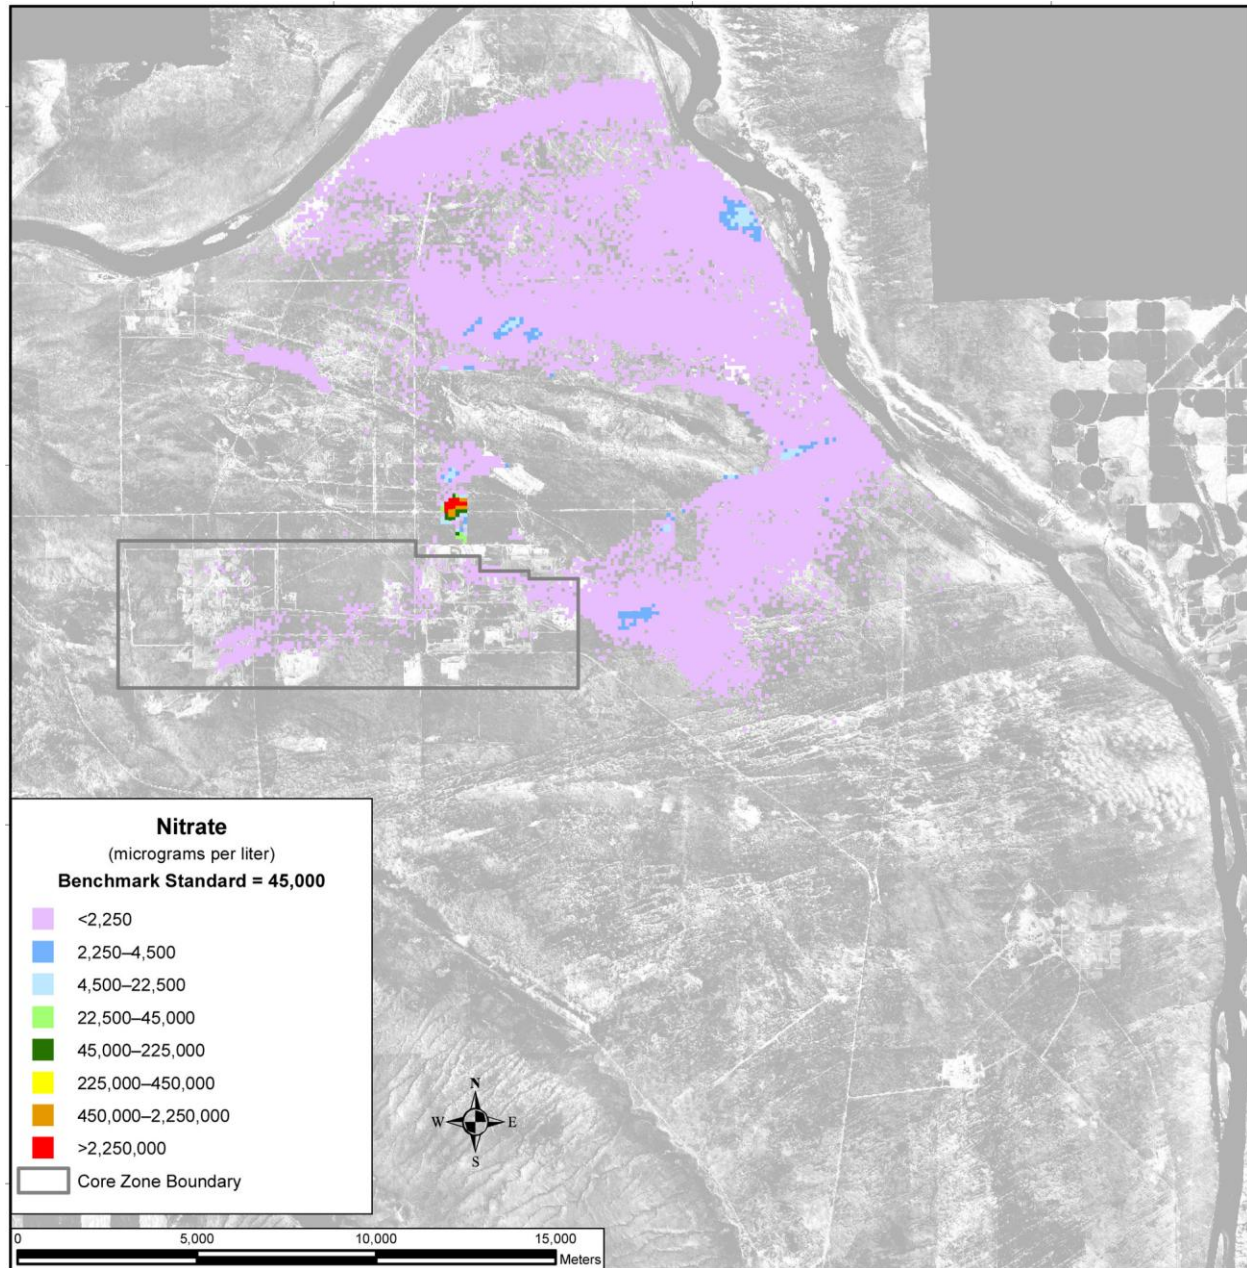 Nitrate
(micrograms per liter)
Benchmark Standard = 45,000
<2,250
2,250–4,500
4,500–22,500
22,500–45,000
45,000–225,000
225,000–450,000
450,000–2,250,000
>2,250,000
Core Zone Boundary
N
W E
S
0 5,000 10,000 15,000
Meters